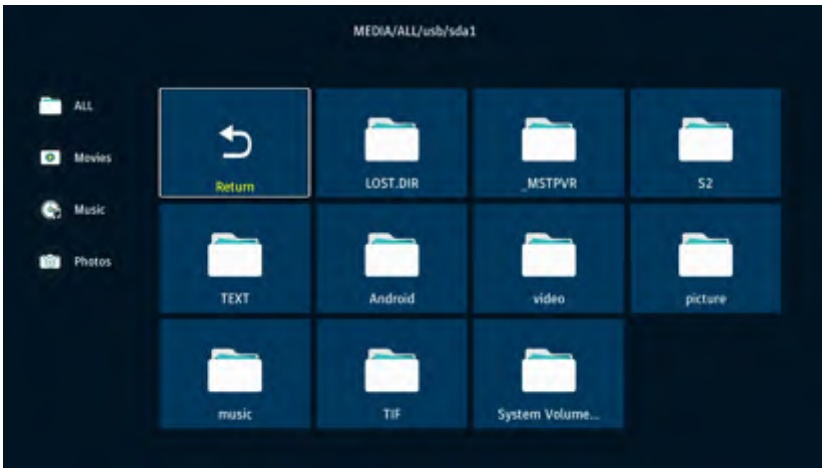 MEDIA/ALL/usb/sda1
ALL
Movies
Music
Photos
Return
LOST.DIR
_MSTPVR
S2
TEXT
Android
video
picture
music
TIF
System Volume...